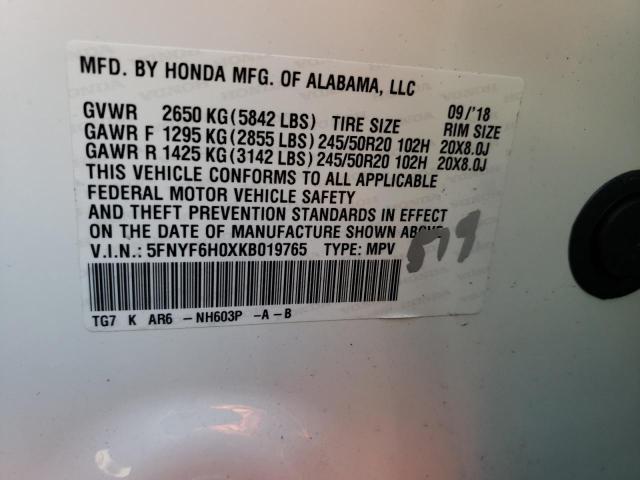 MFD. BY HONDA MFG. OF ALABAMA, LLC
09/'18
GVWR 2650 KG(5842 LBS) TIRE SIZE RIM SIZE
GAWR F 1295 KG(2855 LBS)245/50R20 102H 20X8.0J
GAWR R 1425 KG(3142 LBS)245/50R20 102H 20X8.0J
THIS VEHICLE CONFORMS TO ALL APPLICABLE
FEDERAL MOTOR VEHICLE SAFETY
AND THEFT PREVENTION STANDARDS IN EFFECT
ON THE DATE OF MANUFACTURE SHOWN ABOVE
V.I.N.: 5FNYF6H0XKB019765 TYPE: MPV
TG7 K AR6 -NH603P -A-B